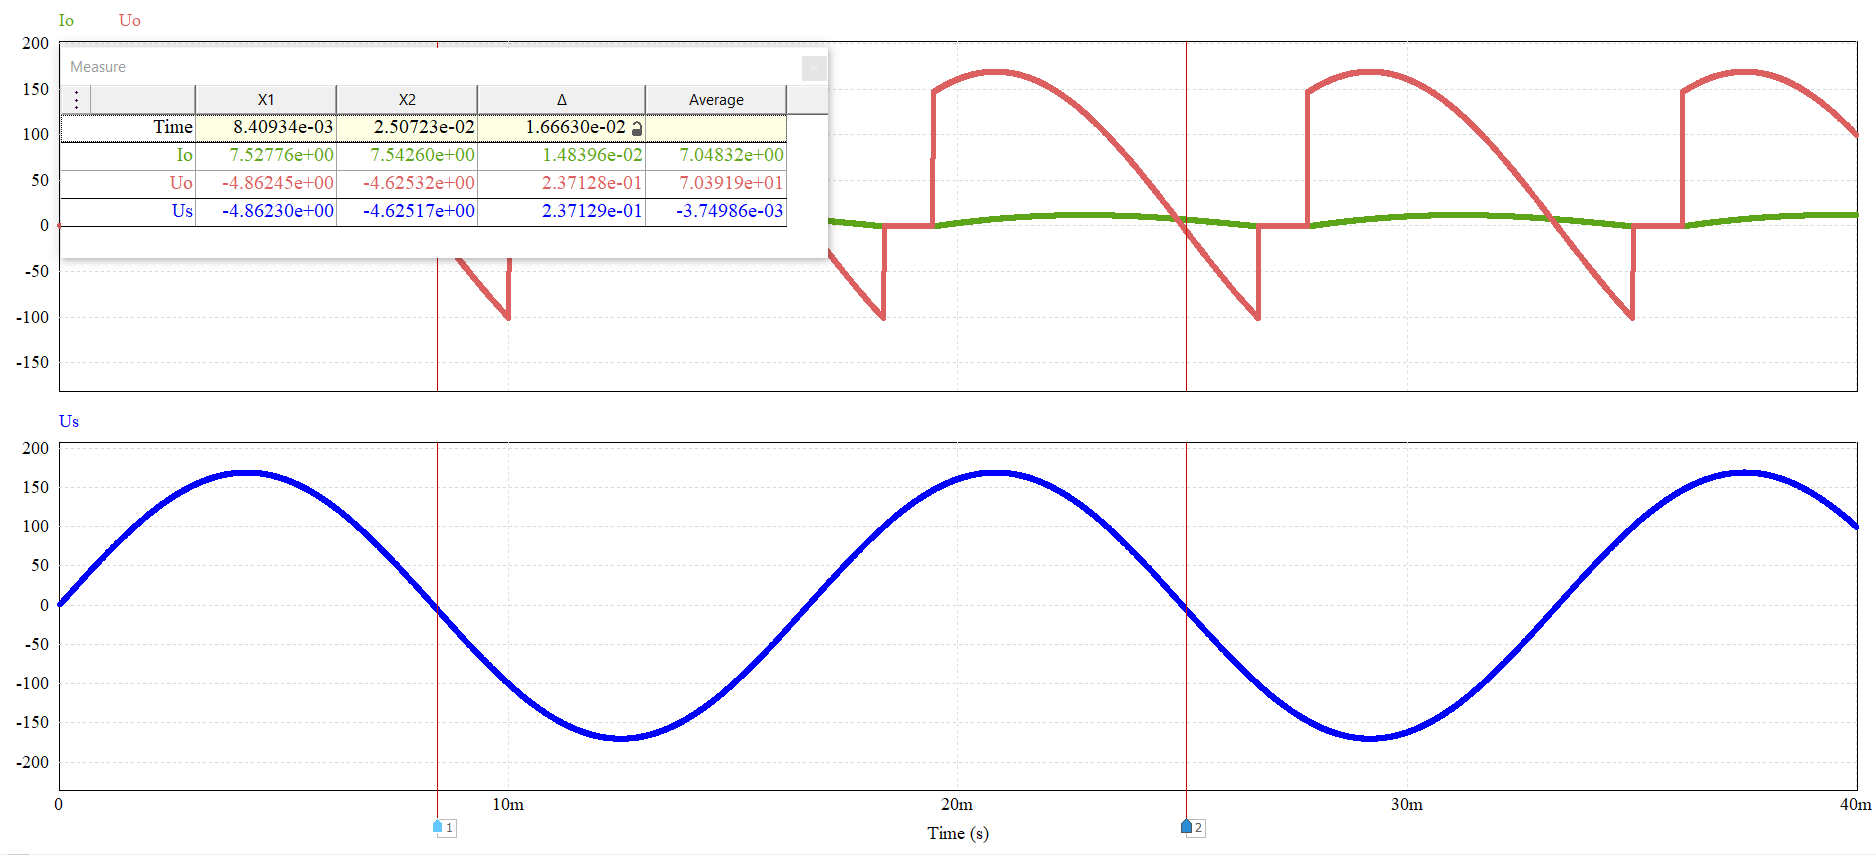 Io Uo
200
Measure
150
X1 X2 Δ Average
100
Time 8.40934e-03 2.50723e-02 1.66630e-02
Io 7.52776e+00 7.54260e+00 1.48396e-02 7.04832e+00
50
Uo -4.86245e+00 -4.62532e+00 2.37128e-01 7.03919e+01
Us -4.86230e+00 -4.62517e+00 2.37129e-01 -3.74986e-03
0
-50
-100
-150
Us
200
150
100
50
0
-50
-100
-150
-200
0 10m 20m 30m 40m
1 2
Time (s)